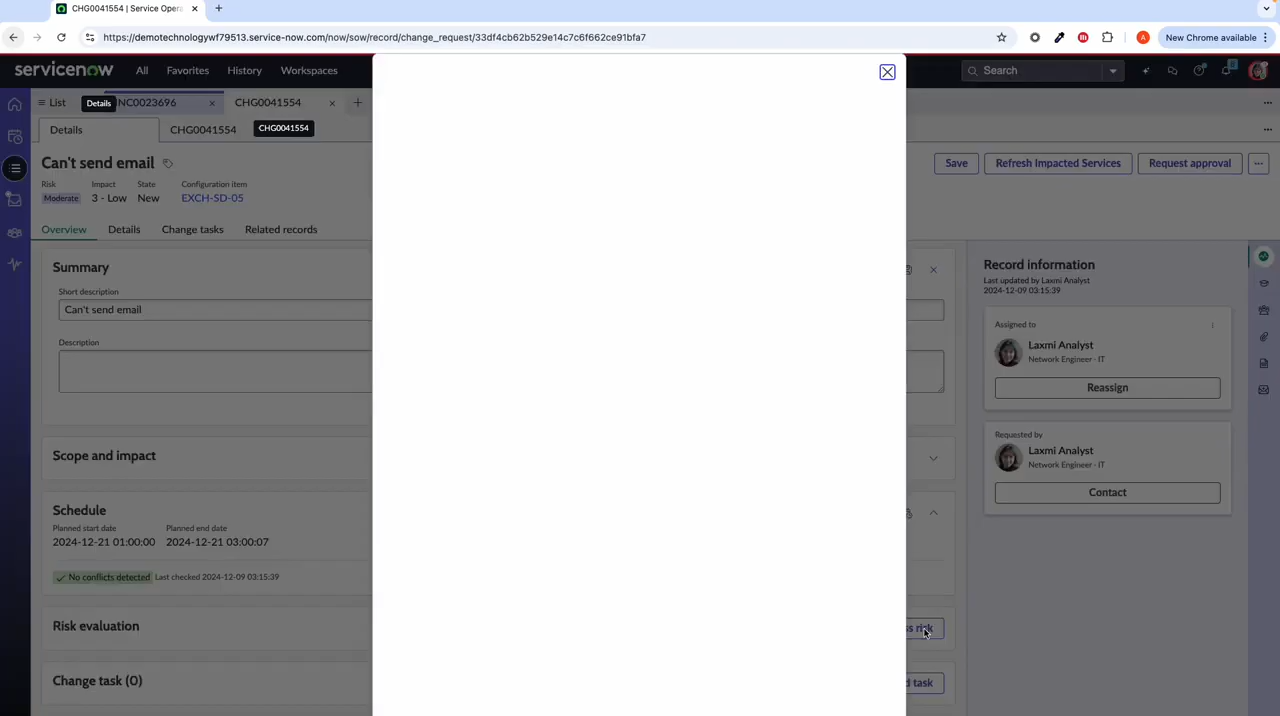 CHG0041554 | Service Opera
https://demotechnologywf79513.service-now.com/now/sow/record/change_request/33df4cb62b529e14c7c6f662ce91bfa7
A
New Chrome available
servicenow
All
Favorites
History
Workspaces
Search
List
Details
NC0023696
CHG0041554
Details
CHG0041554
CHG0041554
Can't send email
Save
Refresh Impacted Services
Request approval
Risk
Impact
State
Configuration item
Moderate
3 - Low
New
EXCH-SD-05
Overview
Details
Change tasks
Related records
Summary
Short description
Can't send email
Description
Scope and impact
Schedule
Planned start date
Planned end date
2024-12-21 01:00:00
2024-12-21 03:00:07
No conflicts detected
Last checked 2024-12-09 03:15:39
Risk evaluation
ss risk
Change task (0)
d task
Record information
Last updated by Laxmi Analyst
2024-12-09 03:15:39
Assigned to
Laxmi Analyst
Network Engineer · IT
Reassign
Requested by
Laxmi Analyst
Network Engineer · IT
Contact